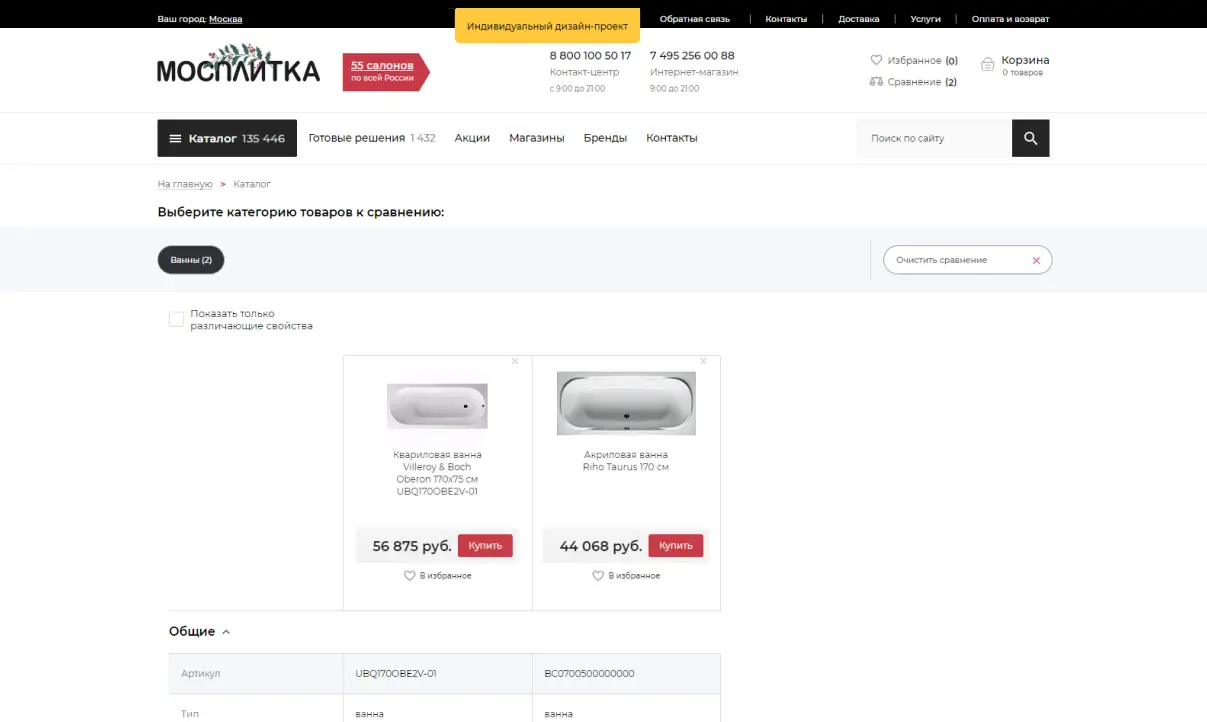 Ваш город: Москва
Индивидуальный дизайн-проект
Обратная связь | Контакты | Доставка | Услуги | Оплата и возврат
МОСПЛИТКА
55 салонов
по всей России
8 800 100 50 17
Контакт-центр
с 9:00 до 21:00
7 495 256 00 88
Интернет-магазин
9:00 до 21:00
Избранное (0)
Сравнение (2)
Корзина
0 товаров
Каталог 135 446
Готовые решения 1 432
Акции
Магазины
Бренды
Контакты
Поиск по сайту
На главную > Каталог
Выберите категорию товаров к сравнению:
Ванны (2)
Очистить сравнение
Показать только
различающие свойства
Квариловая ванна
Villeroy & Boch
Oberon 170x75 см
UBQ170OBE2V-01
56 875 руб.
Купить
В избранное
Акриловая ванна
Riho Taurus 170 см
44 068 руб.
Купить
В избранное
Общие
Артикул UBQ170OBE2V-01 BC0700500000000
Тип ванна ванна